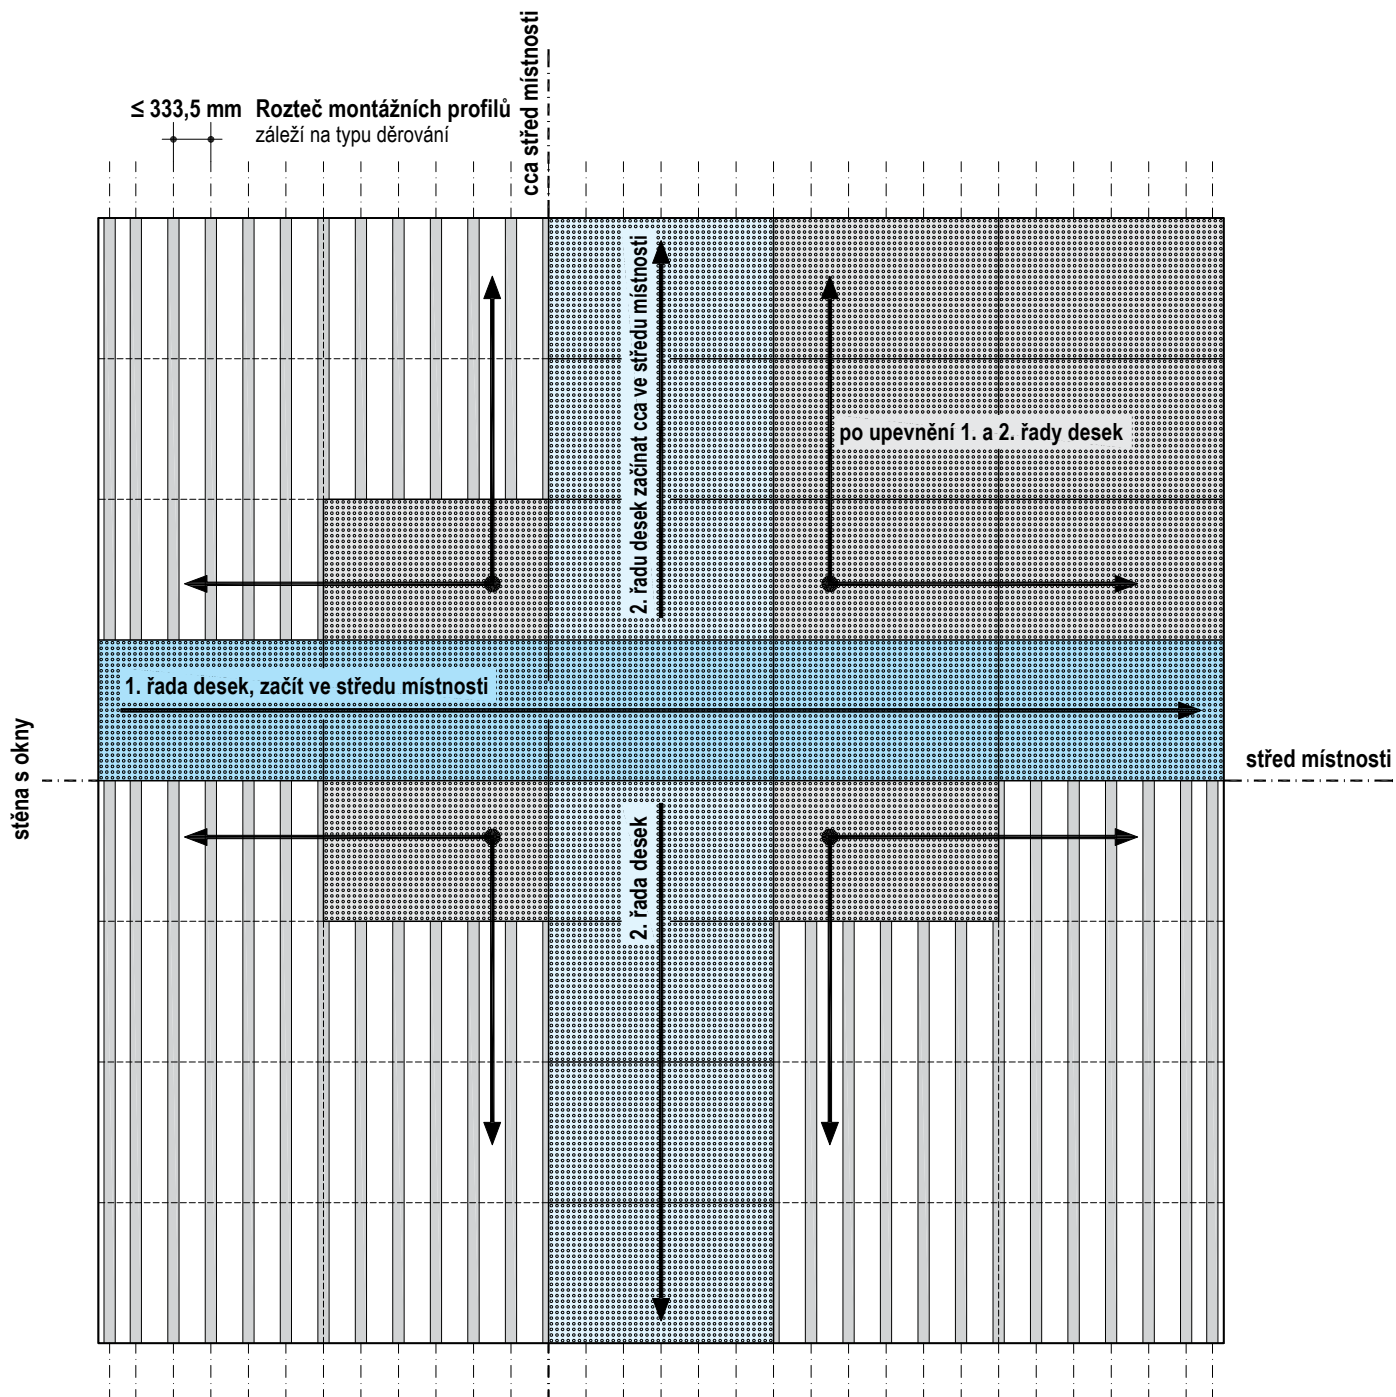 cca střed místnosti
≤ 333,5 mm Rozteč montážních profilů
záleží na typu děrování
2. řadu desek začínat cca ve středu místnosti
po upevnění 1. a 2. řady desek
1. řada desek, začít ve středu místnosti
stěna s okny
střed místnosti
2. řada desek